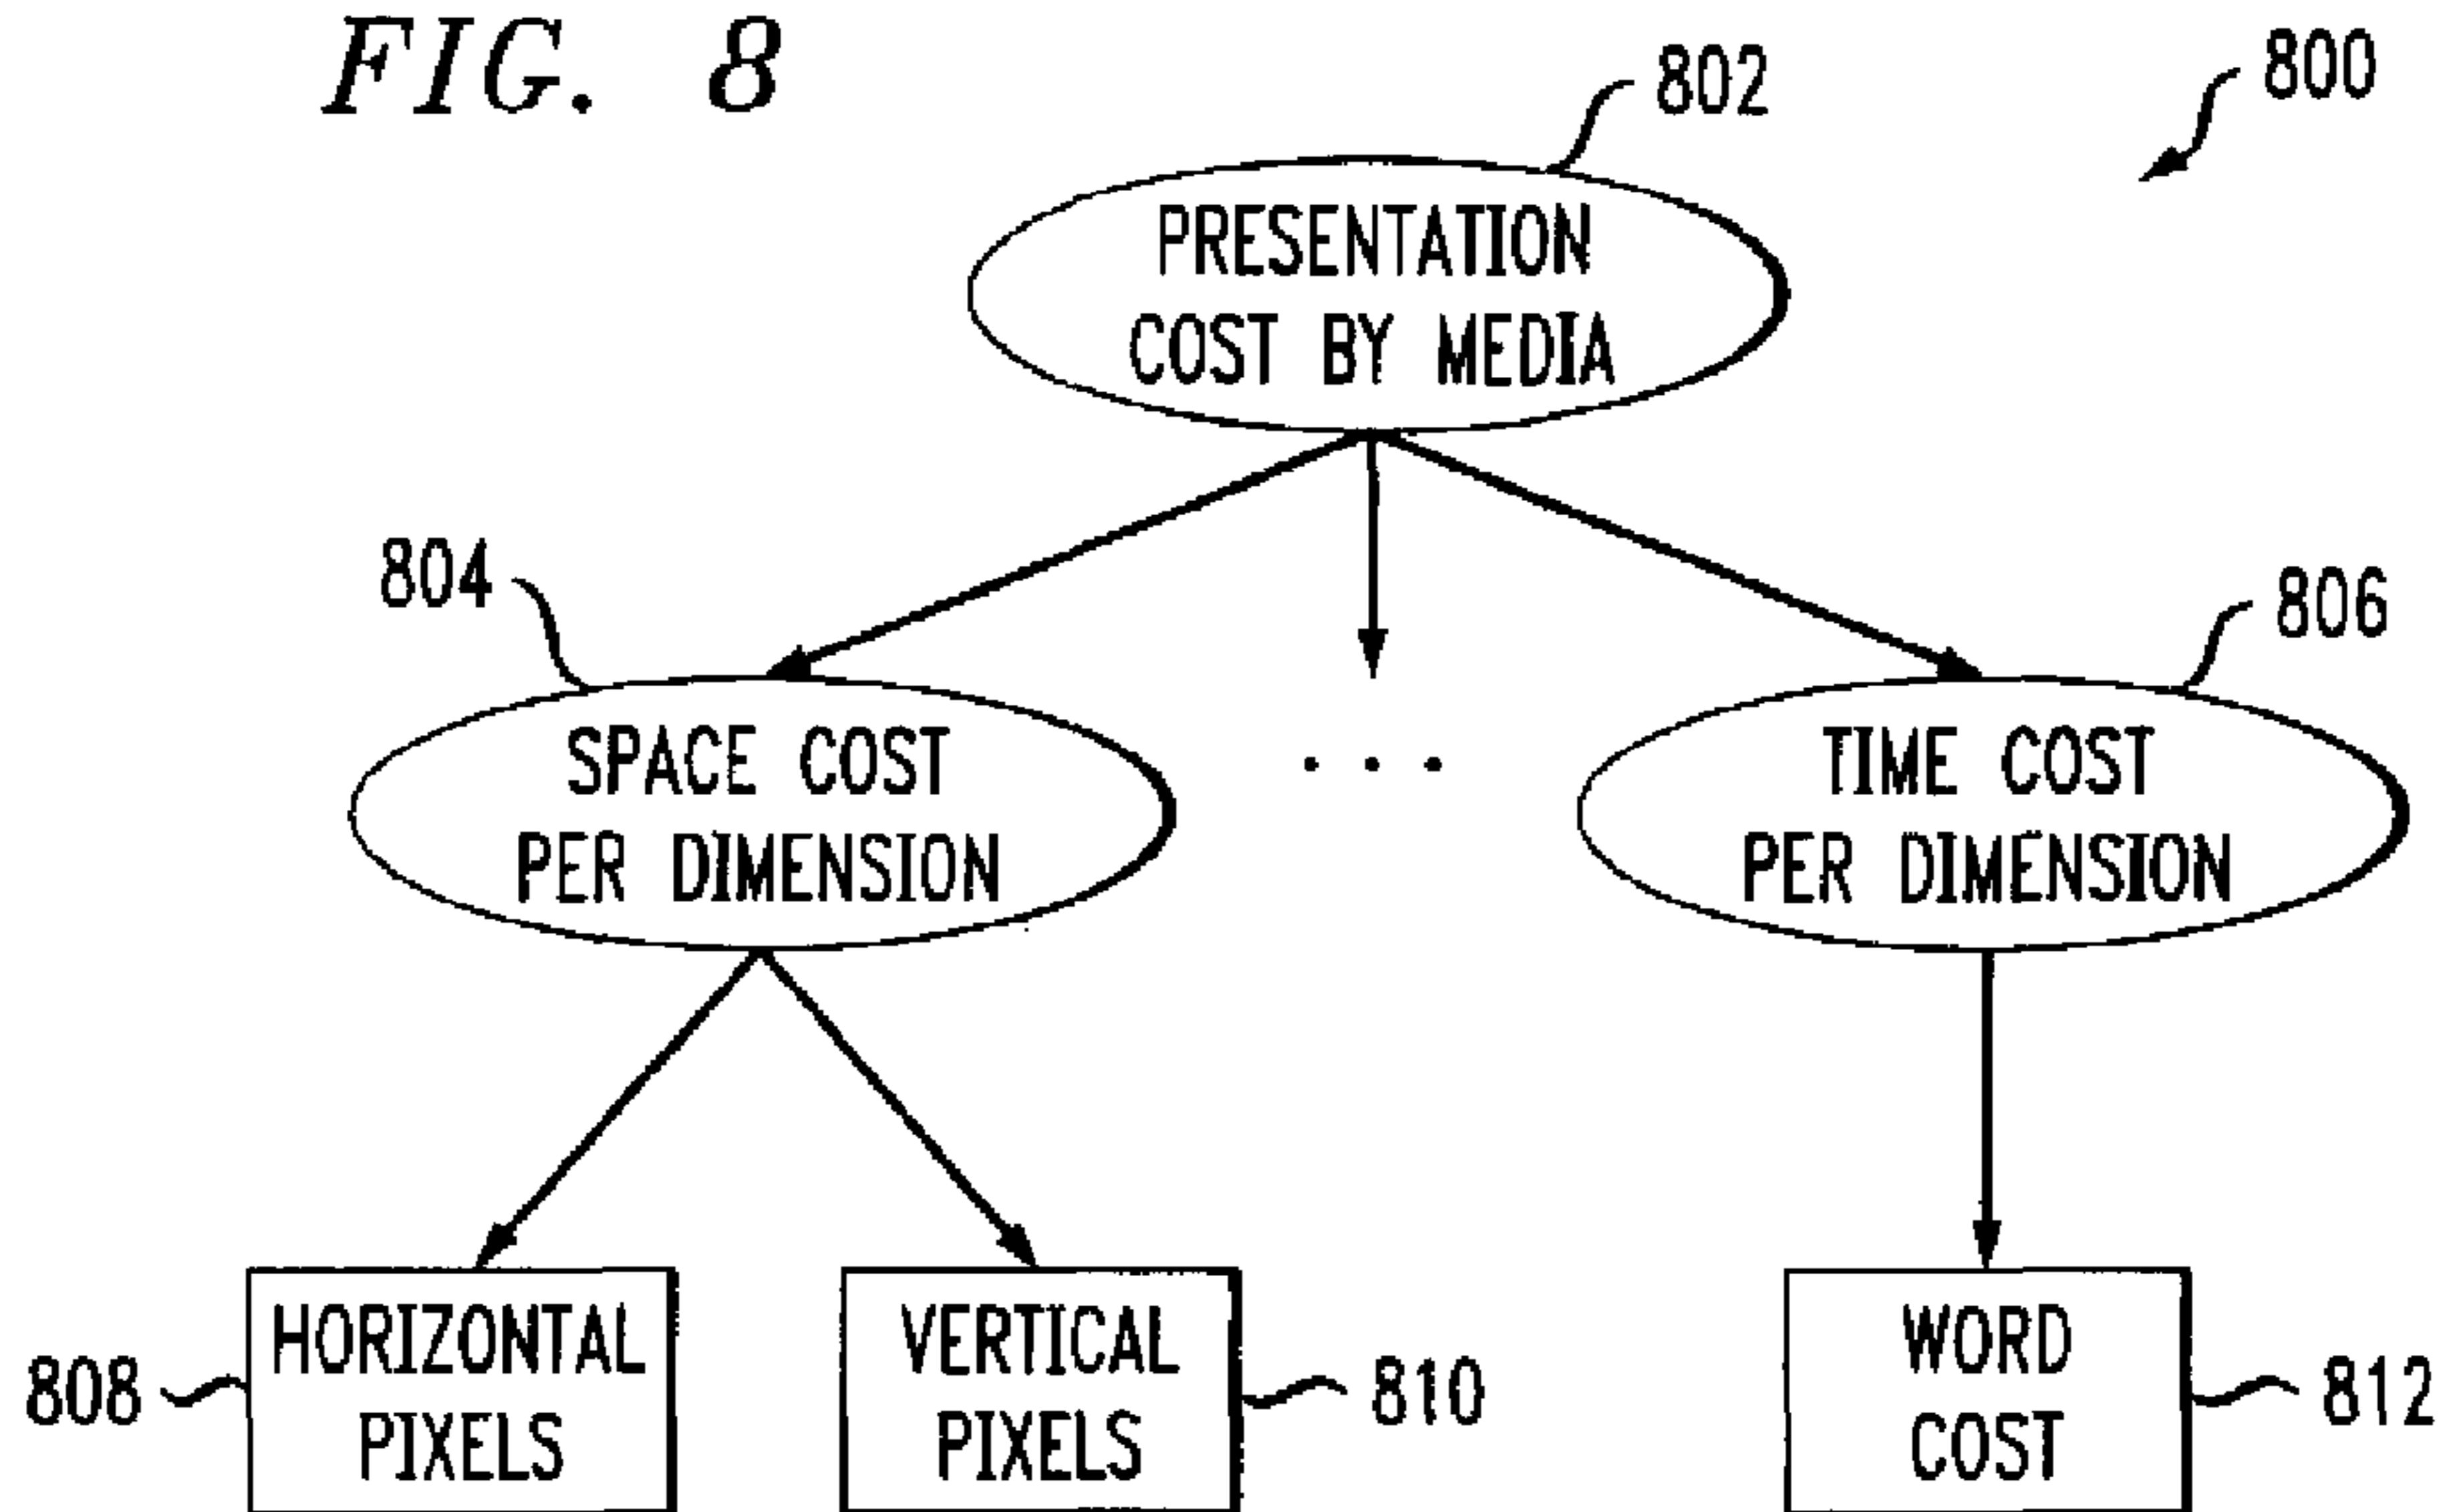 FIG. 8
802
800
PRESENTATION
COST BY MEDIA
804
806
SPACE COST
PER DIMENSION
. . .
TIME COST
PER DIMENSION
808
HORIZONTAL
PIXELS
VERTICAL
PIXELS
810
WORD
COST
812